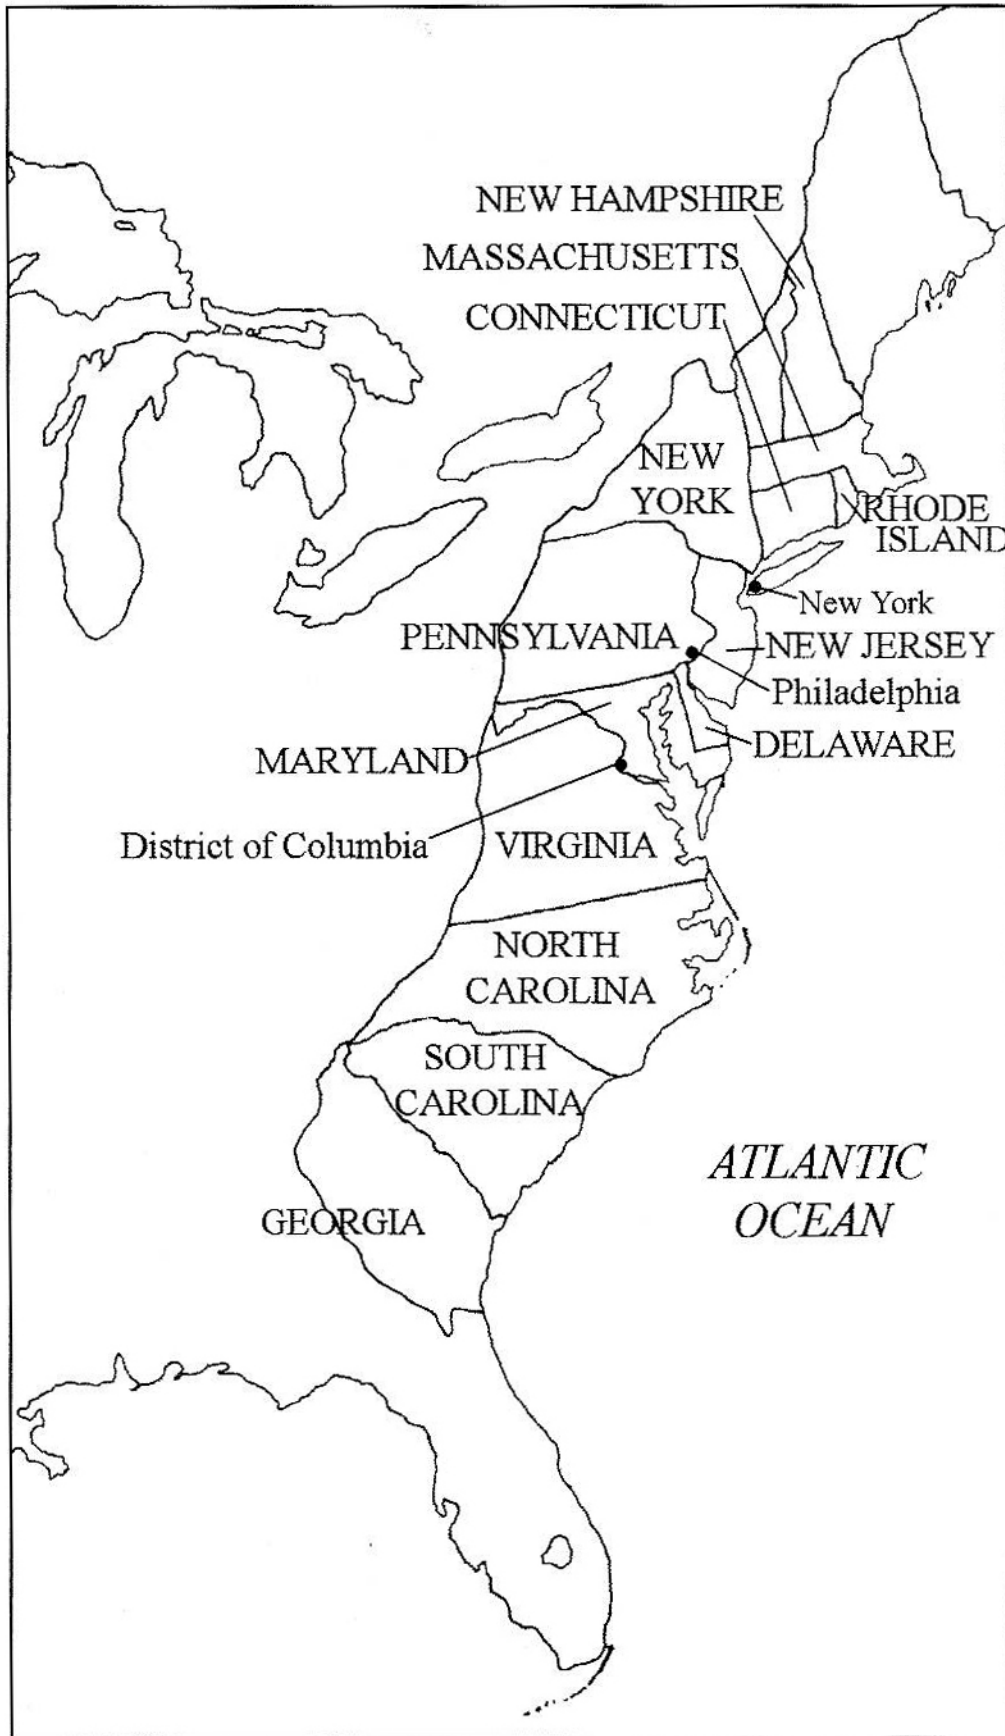 NEW HAMPSHIRE
MASSACHUSETTS
CONNECTICUT
NEW
YORK
RHODE
ISLAND
New York
PENNSYLVANIA
NEW JERSEY
Philadelphia
MARYLAND
DELAWARE
District of Columbia
VIRGINIA
NORTH
CAROLINA
SOUTH
CAROLINA
ATLANTIC
OCEAN
GEORGIA